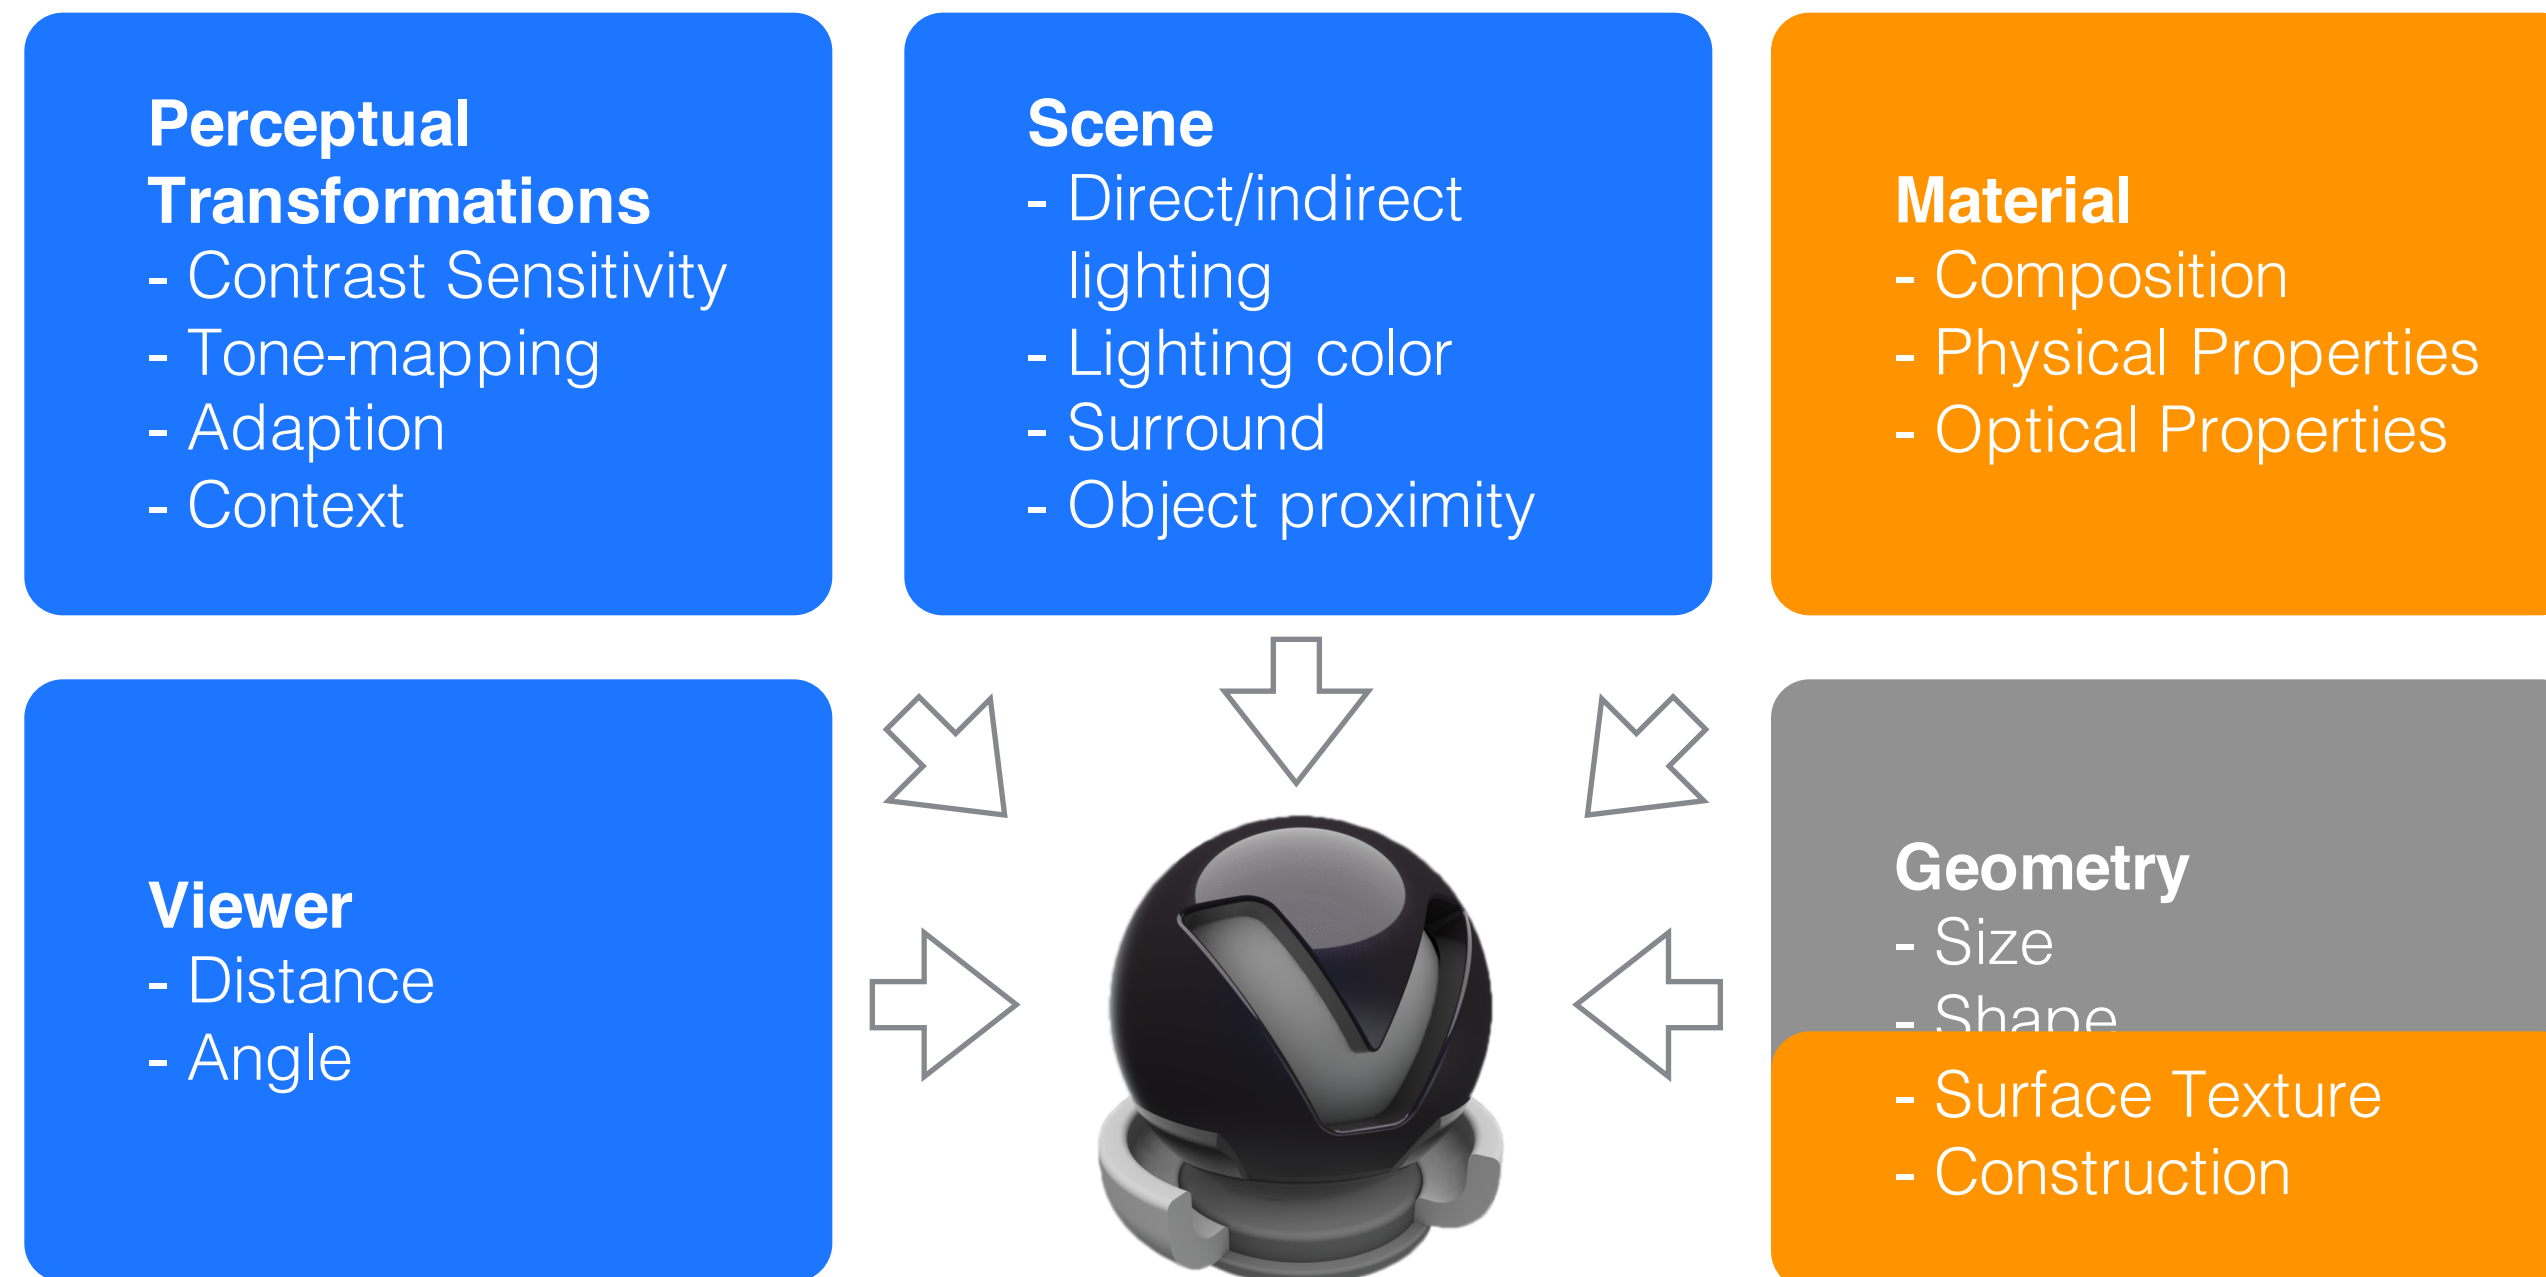 Perceptual
Transformations
- Contrast Sensitivity
- Tone-mapping
- Adaption
- Context
Scene
- Direct/indirect
lighting
- Lighting color
- Surround
- Object proximity
Material
- Composition
- Physical Properties
- Optical Properties
Viewer
- Distance
- Angle
Geometry
- Size
- Shape
- Surface Texture
- Construction